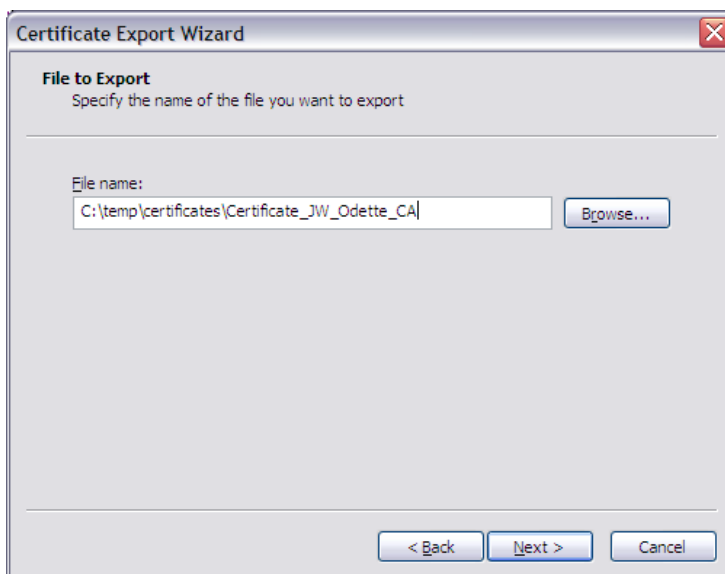 Certificate Export Wizard
File to Export
Specify the name of the file you want to export
File name:
C:\temp\certificates\Certificate_JW_Odette_CA
Browse...
< Back
Next >
Cancel